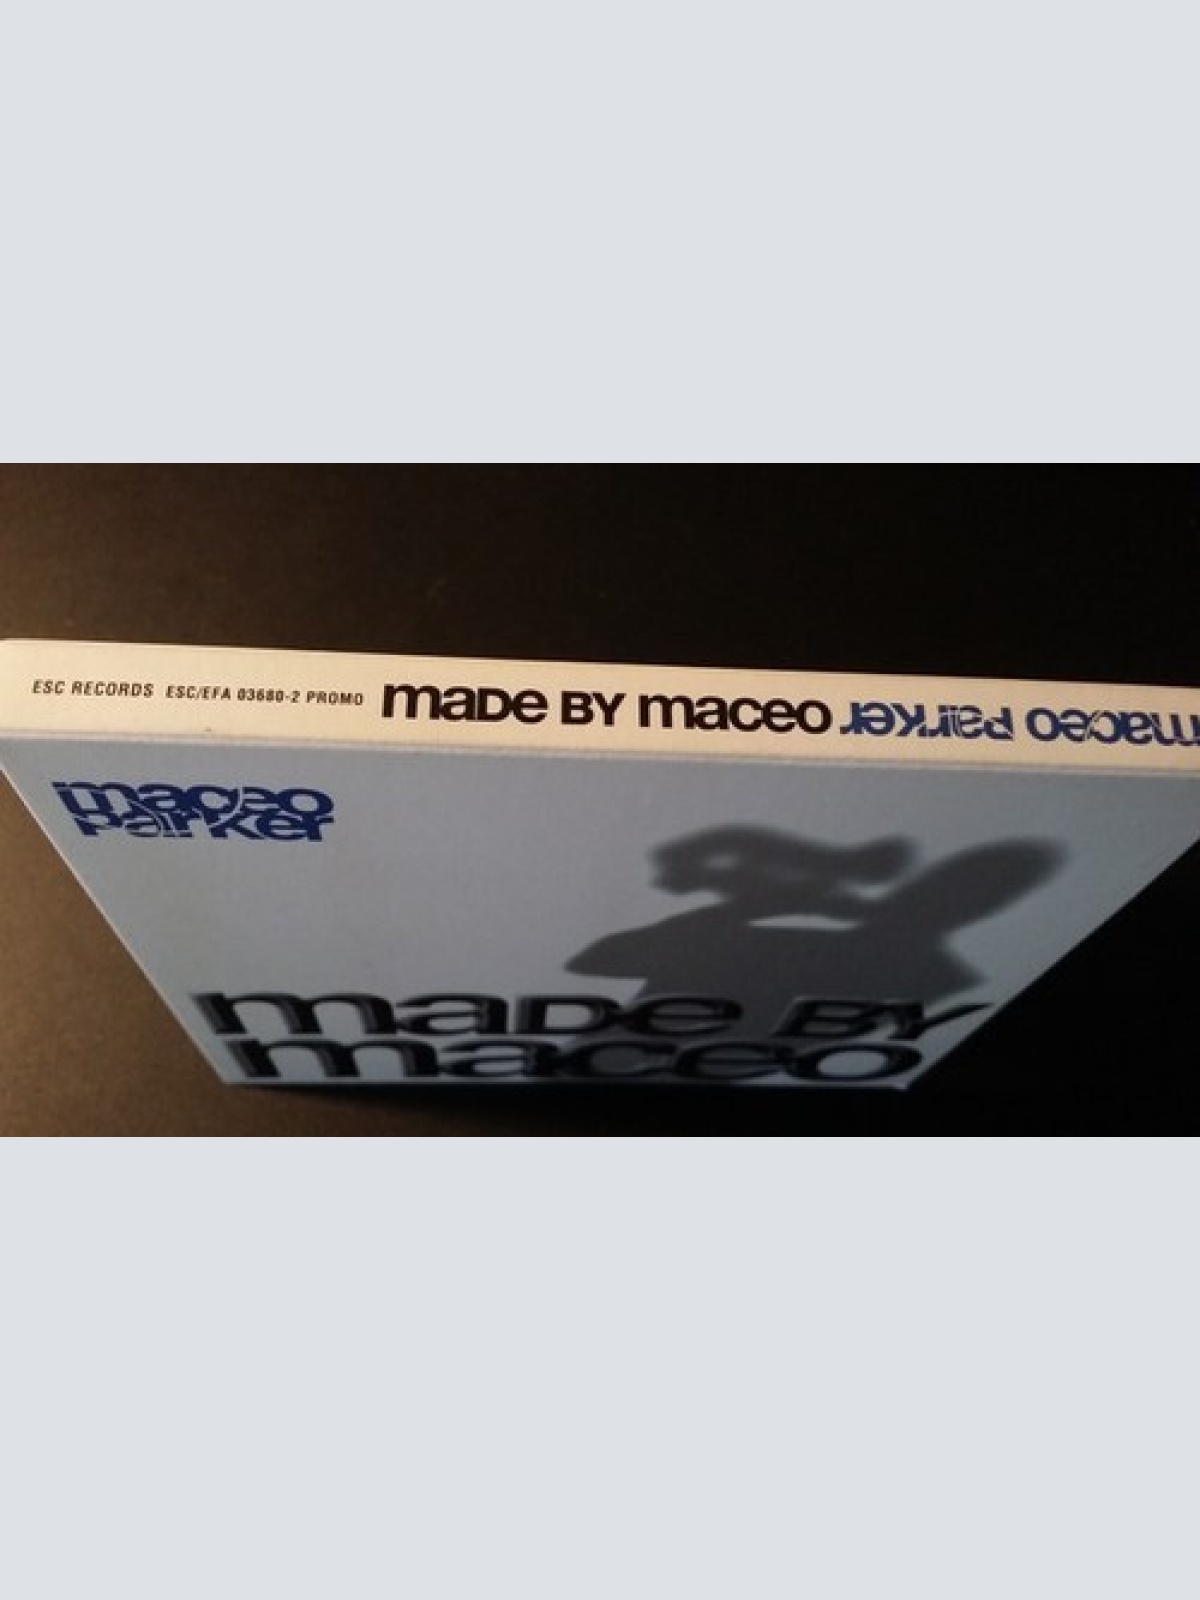 ESC RECORDS ESC/EFA 03680-2 PROMO maDe BY maceo maceo Parker
maceo
Parker
maDe BY
maceo